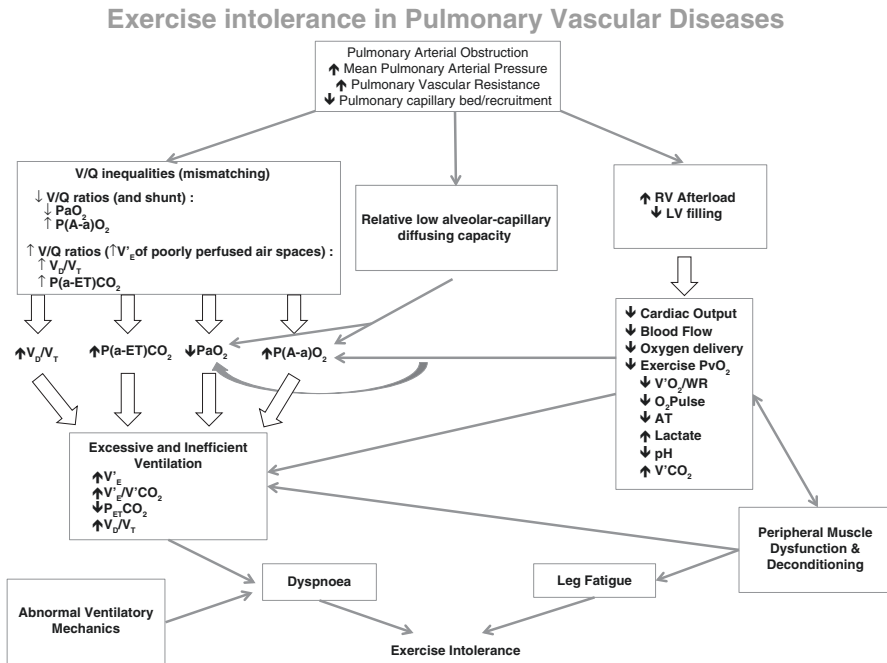 Exercise intolerance in Pulmonary Vascular Diseases
Pulmonary Arterial Obstruction
↑ Mean Pulmonary Arterial Pressure
↑ Pulmonary Vascular Resistance
↓ Pulmonary capillary bed/recruitment
V/Q inequalities (mismatching)
↓ V/Q ratios (and shunt) :
↓ PaO₂
↑ P(A-a)O₂
↑ V/Q ratios (↑V'E of poorly perfused air spaces) :
↑ VD/VT
↑ P(a-ET)CO₂
Relative low alveolar-capillary
diffusing capacity
↑ RV Afterload
↓ LV filling
↑VD/VT
↑P(a-ET)CO₂
↓PaO₂
↑P(A-a)O₂
↓ Cardiac Output
↓ Blood Flow
↓ Oxygen delivery
↓ Exercise PvO₂
↓ V'O₂/WR
↓ O₂Pulse
↓ AT
↑ Lactate
↓ pH
↑ V'CO₂
Excessive and Inefficient
Ventilation
↑V'E
↑V'E/V'CO₂
↓PETCO₂
↑VD/VT
Peripheral Muscle
Dysfunction &
Deconditioning
Dyspnoea
Leg Fatigue
Abnormal Ventilatory
Mechanics
Exercise Intolerance